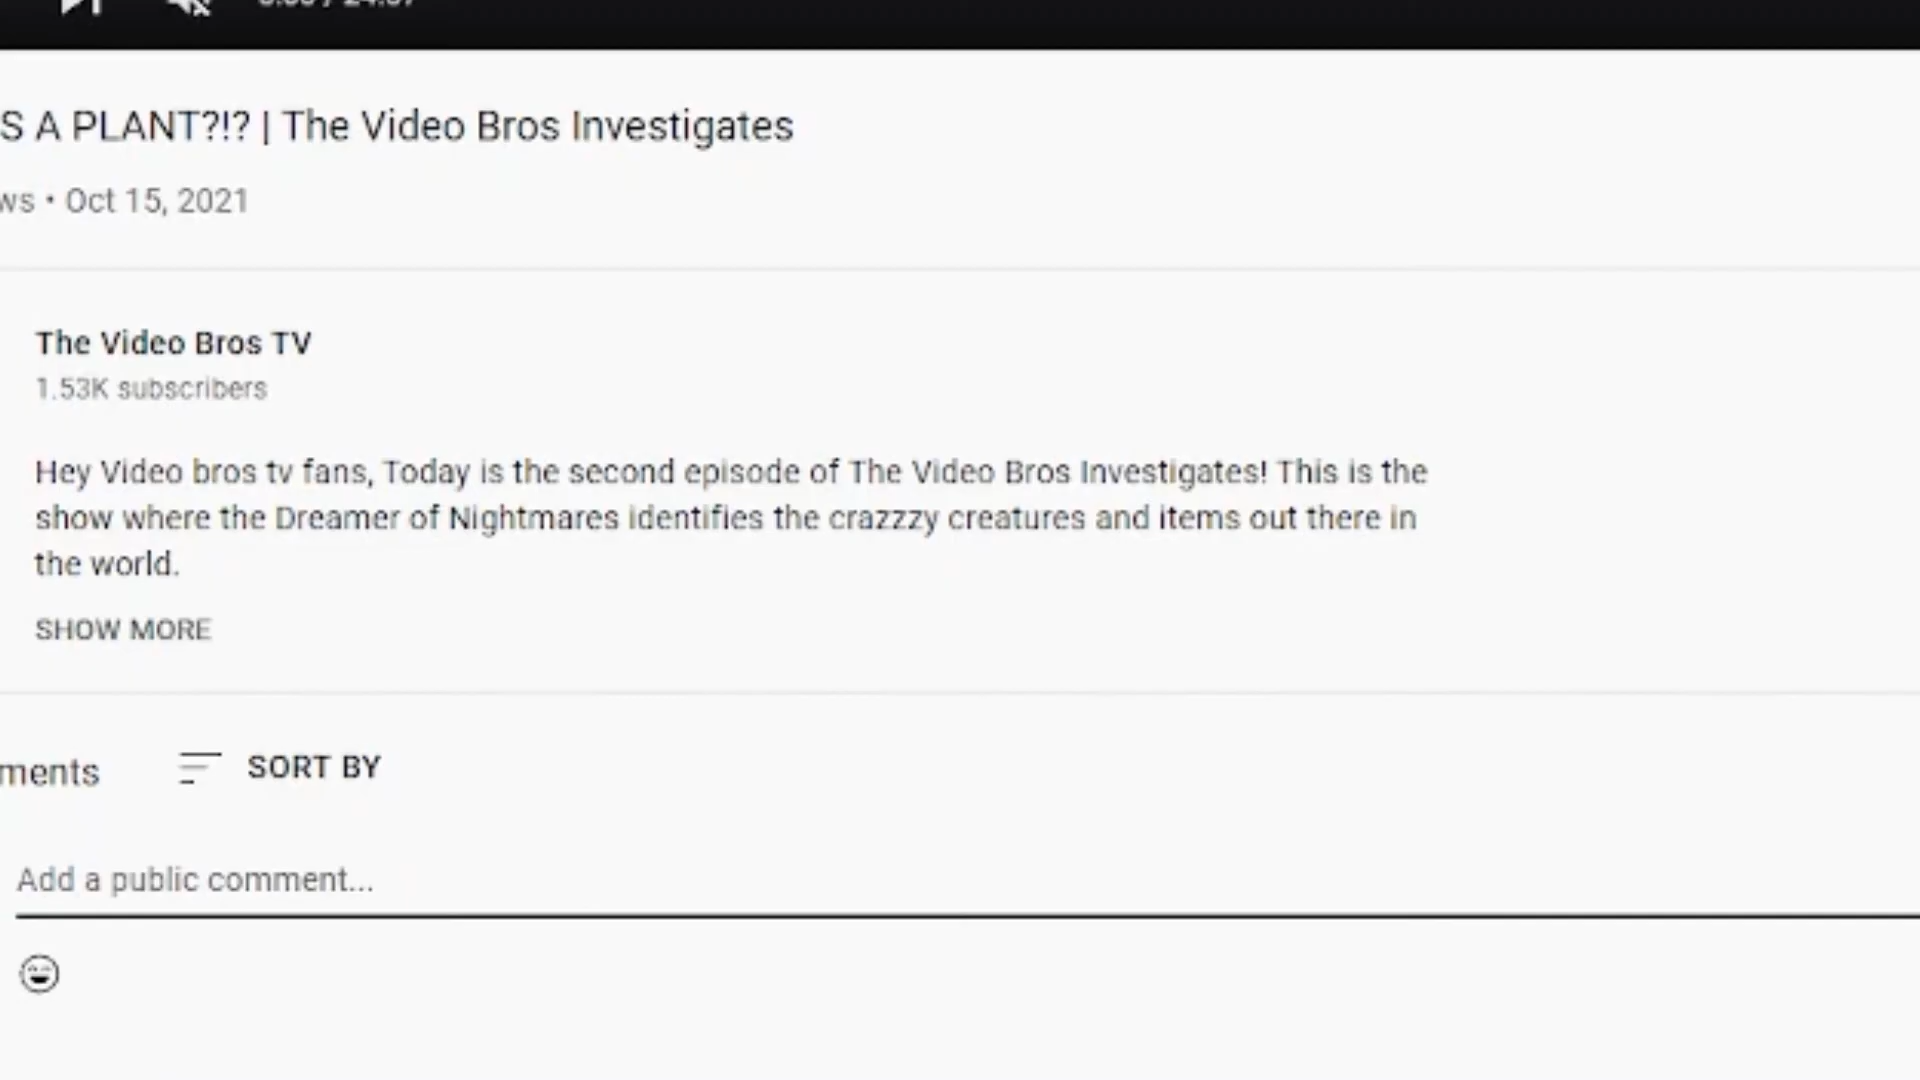 S A PLANT?!? | The Video Bros Investigates
ws • Oct 15, 2021
The Video Bros TV
1.53K subscribers
Hey Video bros tv fans, Today is the second episode of The Video Bros Investigates! This is the
show where the Dreamer of Nightmares identifies the crazzzy creatures and items out there in
the world.
SHOW MORE
ments
SORT BY
Add a public comment...